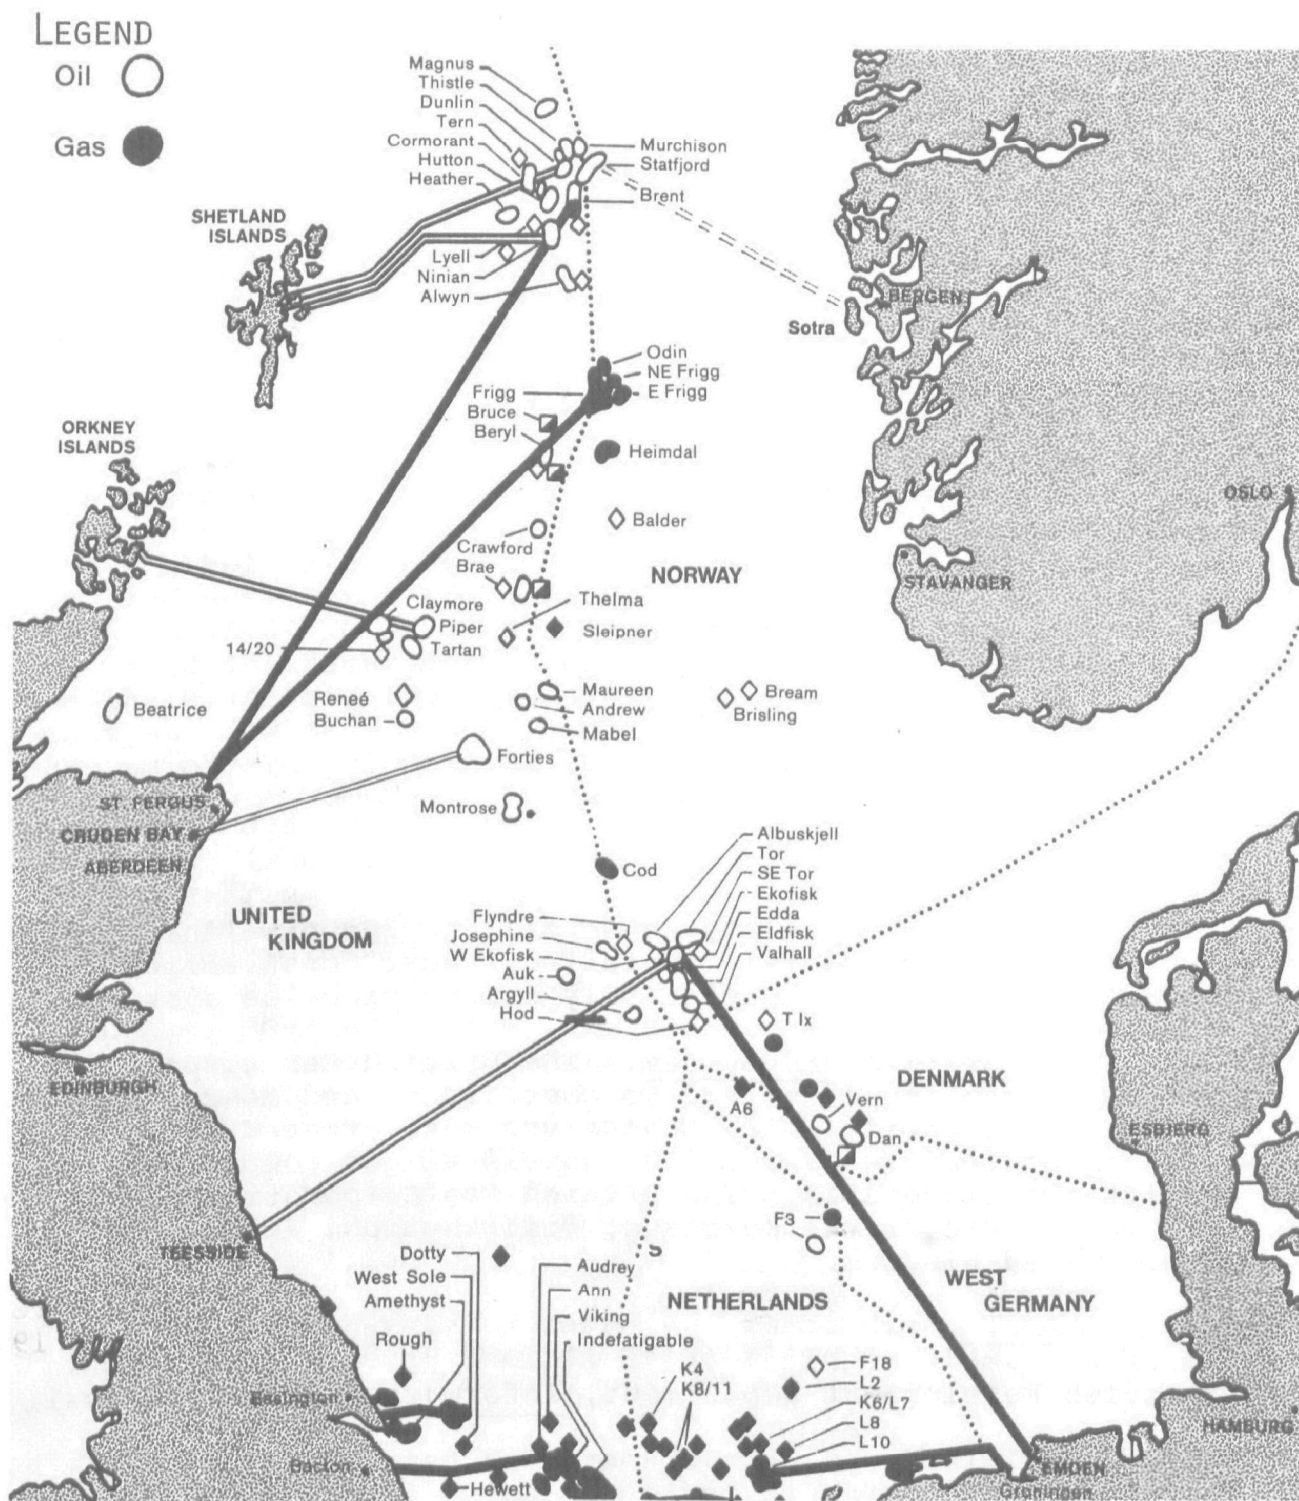 LEGEND
Oil
Gas
Magnus
Thistle
Dunlin
Tern
Cormorant
Hutton
Heather
Murchison
Statfjord
Brent
SHETLAND
ISLANDS
Lyell
Ninian
Alwyn
BERGEN
Sotra
Odin
NE Frigg
E Frigg
Frigg
Bruce
Beryl
Heimdal
ORKNEY
ISLANDS
OSLO
Balder
Crawford
Brae
NORWAY
STAVANGER
Thelma
Claymore
Piper
Sleipner
14/20
Tartan
Reneé
Buchan
Beatrice
Maureen
Andrew
Mabel
Bream
Brisling
Forties
Montrose
ST. FERGUS
CRUDEN BAY
ABERDEEN
Cod
Albuskjell
Tor
SE Tor
Ekofisk
Edda
Eldfisk
Valhall
UNITED
KINGDOM
Flyndre
Josephine
W Ekofisk
Auk
Argyll
Hod
T Ix
EDINBURGH
DENMARK
A6
Vern
Dan
ESBJERG
F3
TEESSIDE
Dotty
West Sole
Amethyst
Rough
Audrey
Ann
Viking
Indefatigable
NETHERLANDS
WEST
GERMANY
K4
K8/11
F18
L2
K6/L7
L8
L10
Easington
Bacton
Hewett
HAMBURG
EMDEN
Groningen